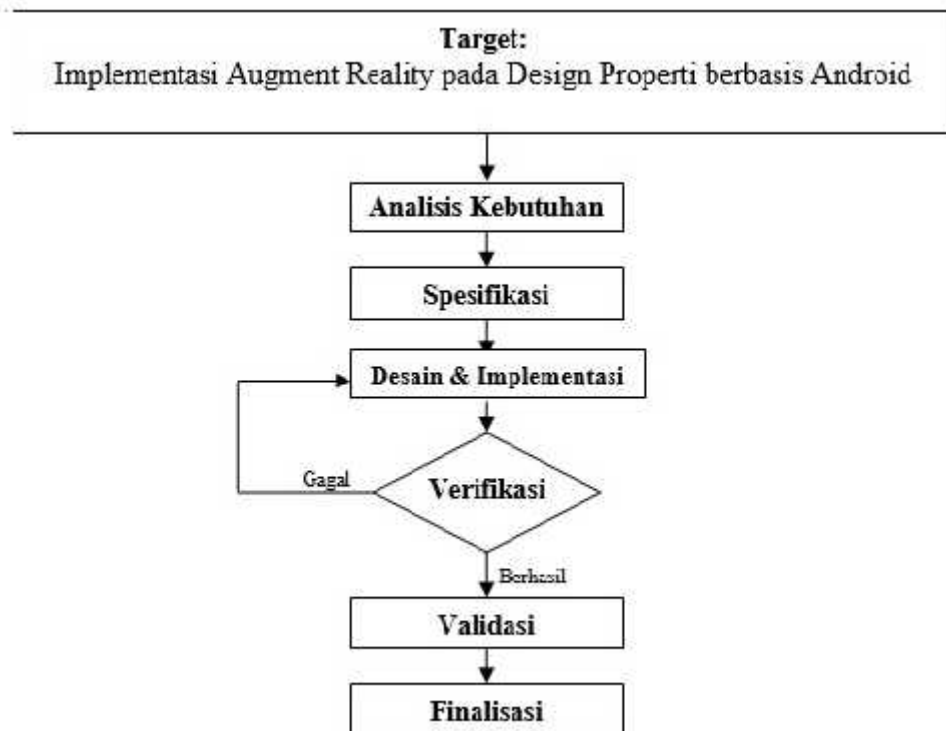 Target:
Implementasi Augment Reality pada Design Properti berbasis Android
Analisis Kebutuhan
Spesifikasi
Desain & Implementasi
Gagal
Verifikasi
Berhasil
Validasi
Finalisasi